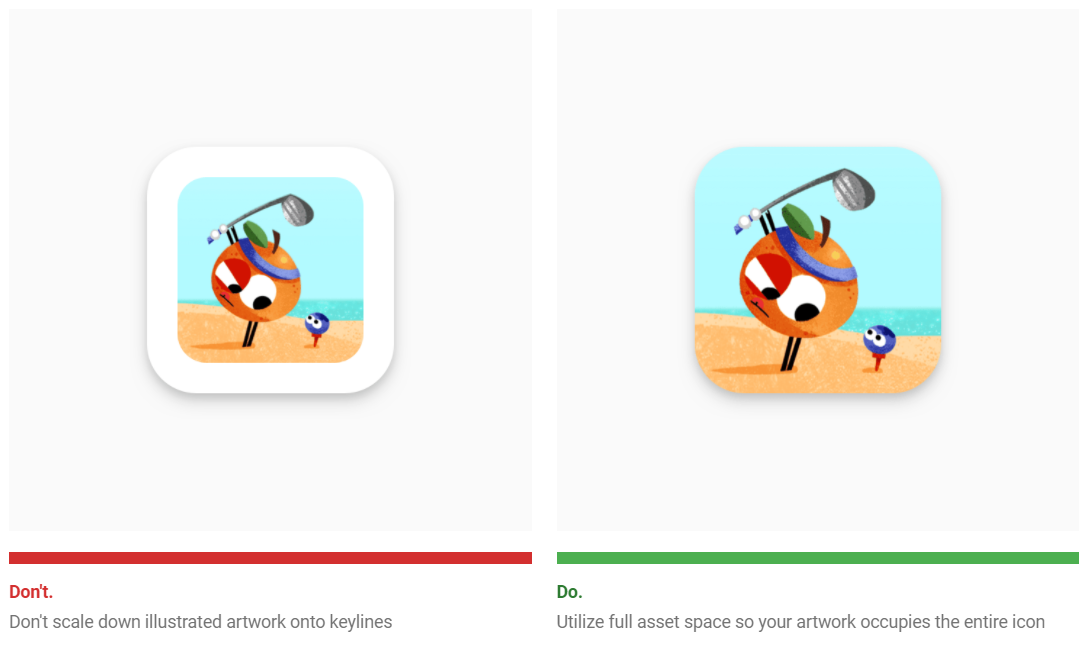 Don't.
Don't scale down illustrated artwork onto keylines
Do.
Utilize full asset space so your artwork occupies the entire icon